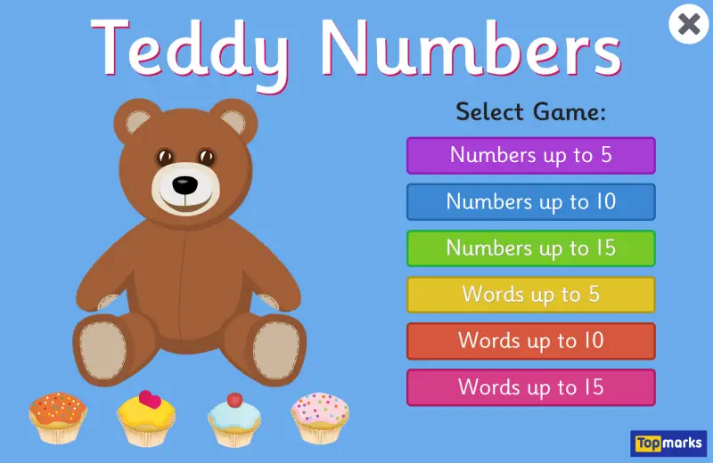 Teddy Numbers
Select Game:
Numbers up to 5
Numbers up to 10
Numbers up to 15
Words up to 5
Words up to 10
Words up to 15
Topmarks